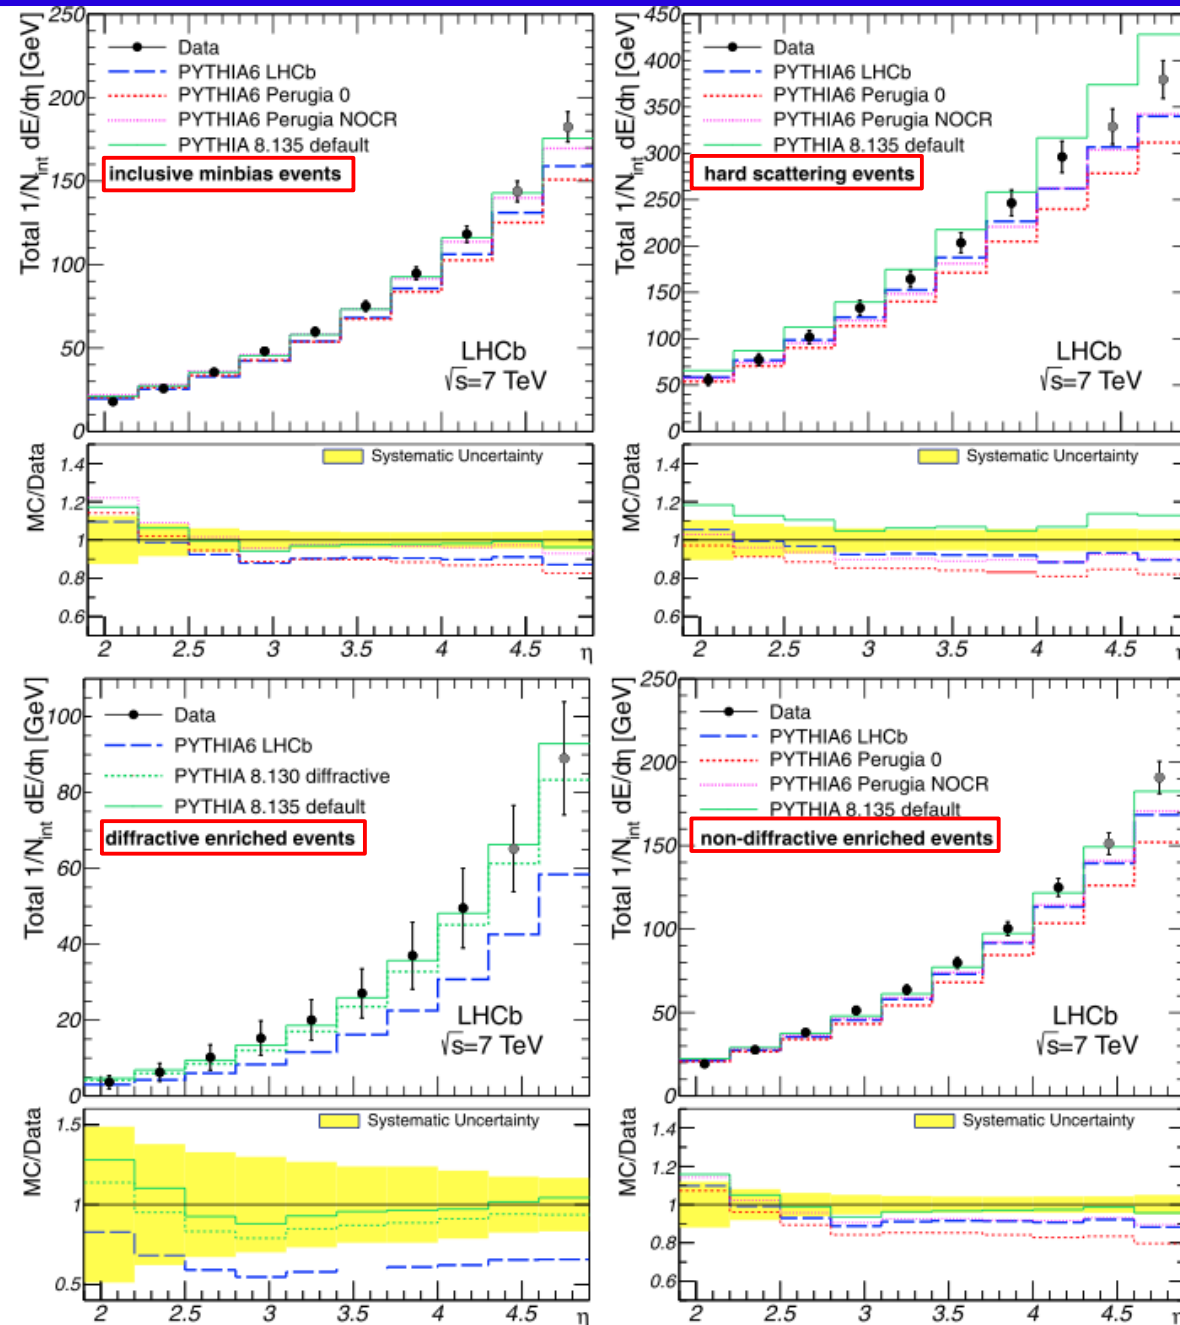 Total 1/N_int dE/dη [GeV]
250
200
150
100
50
0
Data
PYTHIA6 LHCb
PYTHIA6 Perugia 0
PYTHIA6 Perugia NOCR
PYTHIA 8.135 default
inclusive minbias events
LHCb
√s=7 TeV
MC/Data
1.4
1.2
1
0.8
0.6
Systematic Uncertainty
2 2.5 3 3.5 4 4.5 η
Total 1/N_int dE/dη [GeV]
450
400
350
300
250
200
150
100
50
0
Data
PYTHIA6 LHCb
PYTHIA6 Perugia 0
PYTHIA6 Perugia NOCR
PYTHIA 8.135 default
hard scattering events
LHCb
√s=7 TeV
MC/Data
1.4
1.2
1
0.8
0.6
Systematic Uncertainty
2 2.5 3 3.5 4 4.5 η
Total 1/N_int dE/dη [GeV]
100
80
60
40
20
0
Data
PYTHIA6 LHCb
PYTHIA 8.130 diffractive
PYTHIA 8.135 default
diffractive enriched events
LHCb
√s=7 TeV
MC/Data
1.5
1
0.5
Systematic Uncertainty
2 2.5 3 3.5 4 4.5 η
Total 1/N_int dE/dη [GeV]
250
200
150
100
50
0
Data
PYTHIA6 LHCb
PYTHIA6 Perugia 0
PYTHIA6 Perugia NOCR
PYTHIA 8.135 default
non-diffractive enriched events
LHCb
√s=7 TeV
MC/Data
1.4
1.2
1
0.8
0.6
Systematic Uncertainty
2 2.5 3 3.5 4 4.5 η